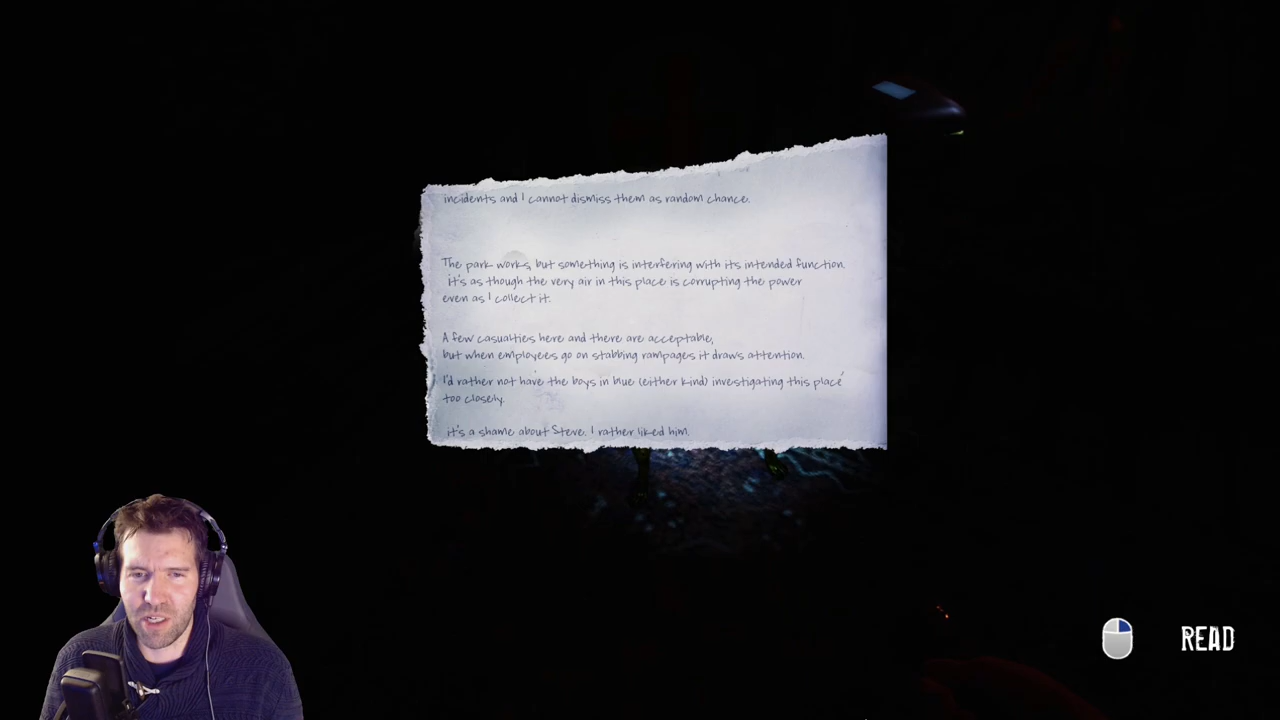 incidents and I cannot dismiss them as random chance.
The park works, but something is interfering with its intended function.
it's as though the very air in this place is corrupting the power
even as I collect it.
A few casualties here and there are acceptable,
but when employees go on stabbing rampages it draws attention.
I'd rather not have the boys in blue (either kind) investigating this place
too closely.
it's a shame about Steve. I rather liked him.
READ